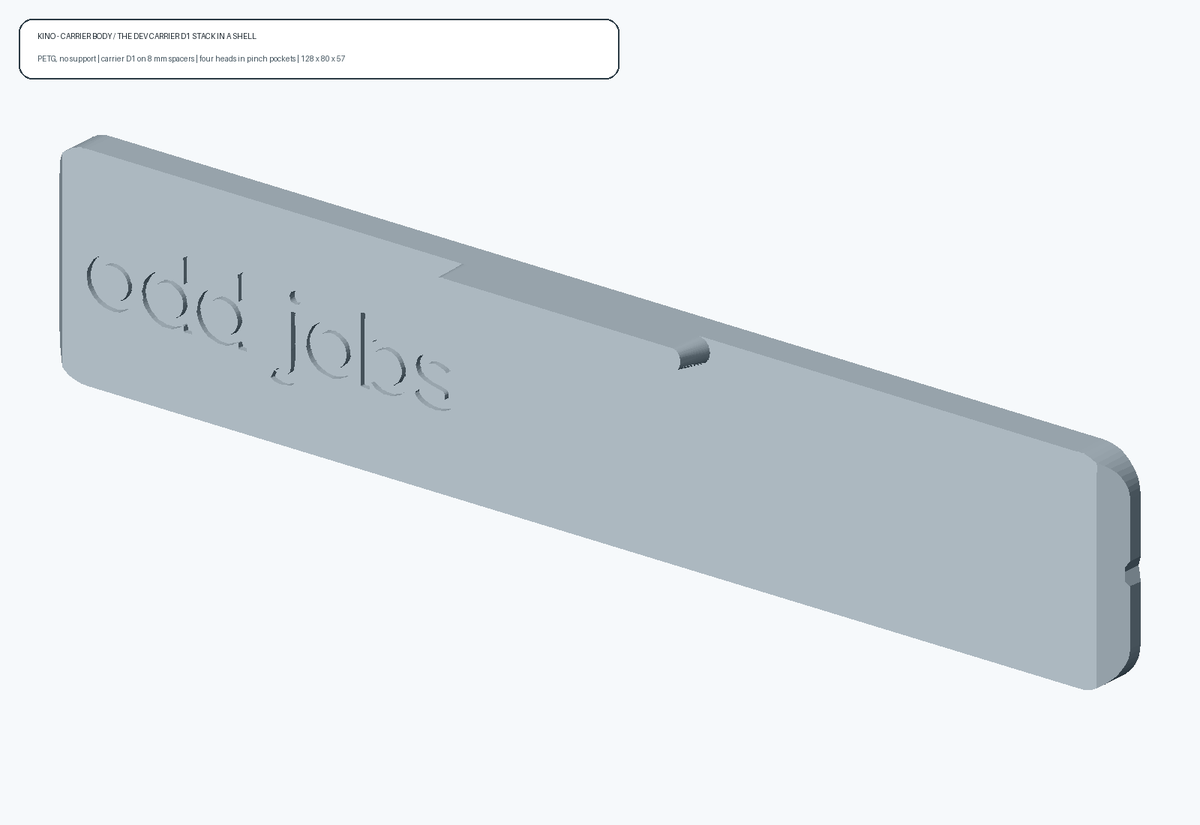 KINO - CARRIER BODY / THE DEV CARRIER D1 STACK IN A SHELL
PETG, no support | carrier D1 on 8 mm spacers | four heads in pinch pockets | 128 x 80 x 57
odd jobs